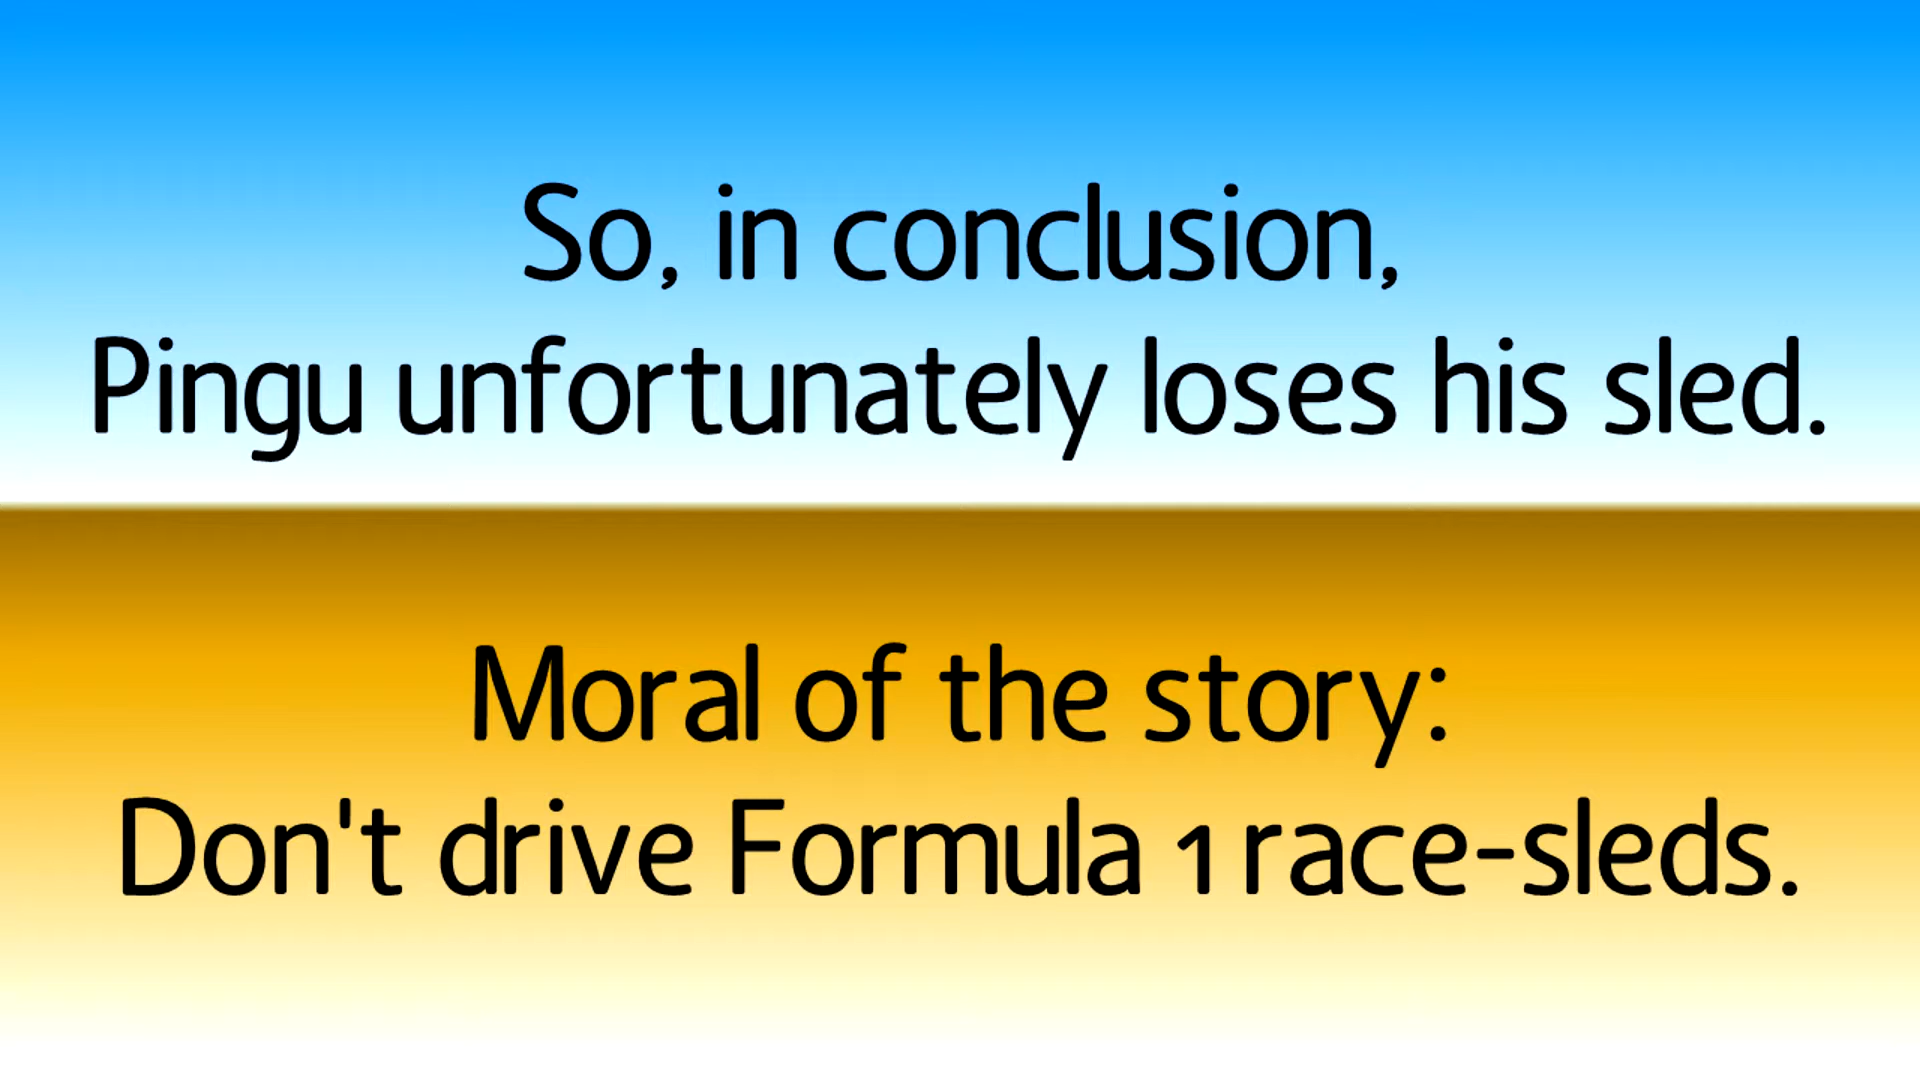 So, in conclusion,
Pingu unfortunately loses his sled.
Moral of the story:
Don't drive Formula 1 race-sleds.